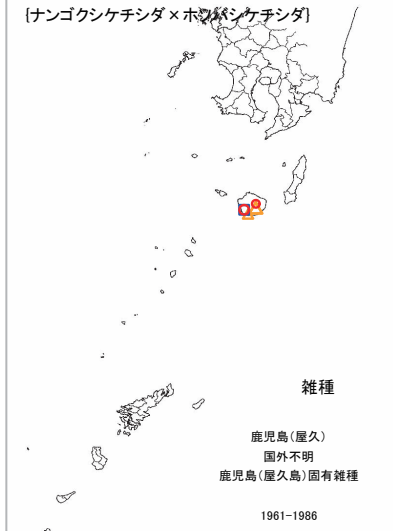 {ナンゴクシケチシダ×ホソバシケチシダ}
雑種
鹿児島(屋久)
国外不明
鹿児島(屋久島)固有雑種
1961-1986